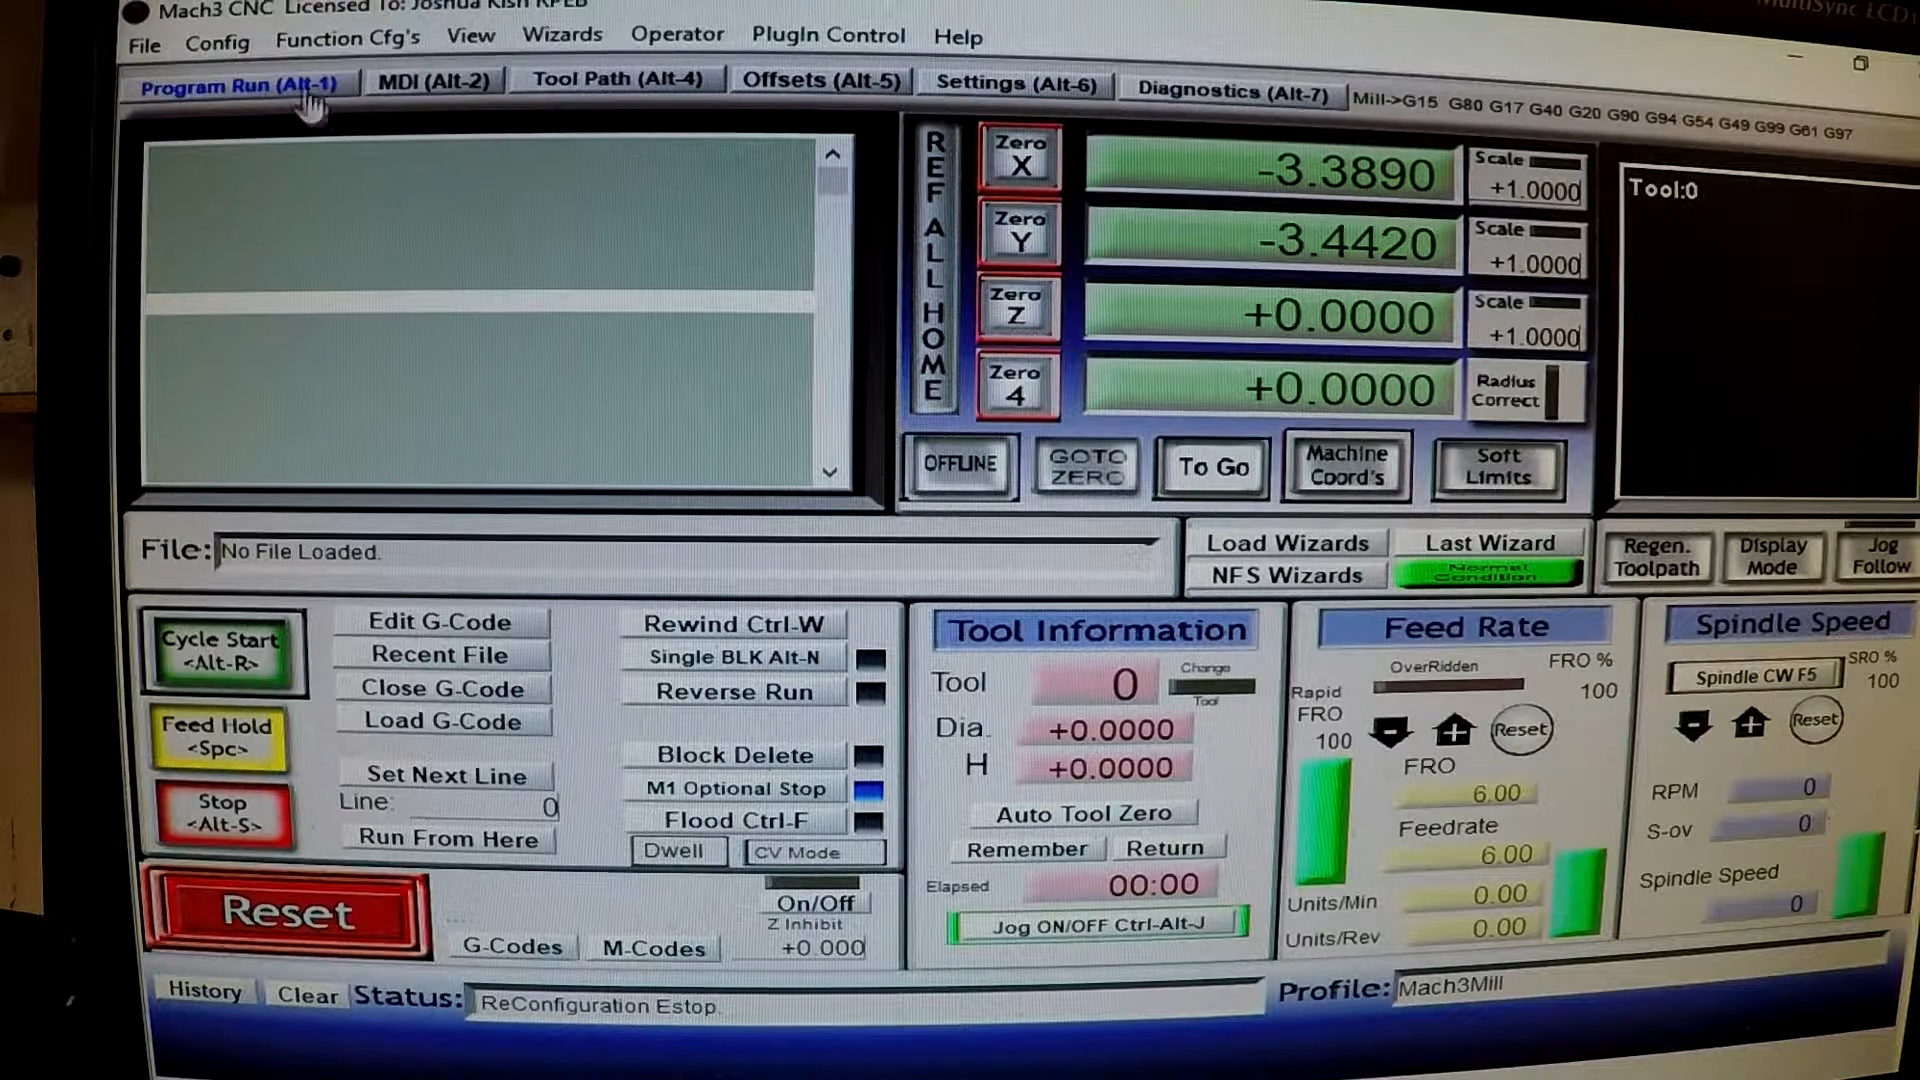 Mach3 CNC Licensed To: Joshua Kish RPEB
File Config Function Cfg's View Wizards Operator PlugIn Control Help
Program Run (Alt-1) MDI (Alt-2) Tool Path (Alt-4) Offsets (Alt-5) Settings (Alt-6) Diagnostics (Alt-7) Mill->G15 G80 G17 G40 G20 G90 G94 G54 G49 G99 G61 G97
REF ALL HOME
Zero X -3.3890 Scale +1.0000
Zero Y -3.4420 Scale +1.0000
Zero Z +0.0000 Scale +1.0000
Zero 4 +0.0000 Radius Correct
Tool:0
OFFLINE GOTO ZERO To Go Machine Coord's Soft Limits
File: No File Loaded.
Load Wizards Last Wizard
NFS Wizards Normal Condition
Regen. Toolpath Display Mode Jog Follow
Cycle Start <Alt-R>
Feed Hold <Spc>
Stop <Alt-S>
Edit G-Code
Recent File
Close G-Code
Load G-Code
Set Next Line
Line: 0
Run From Here
Rewind Ctrl-W
Single BLK Alt-N
Reverse Run
Block Delete
M1 Optional Stop
Flood Ctrl-F
Dwell CV Mode
Reset
G-Codes M-Codes
On/Off
Z Inhibit
+0.000
Tool Information
Tool 0 Change Tool
Dia. +0.0000
H +0.0000
Auto Tool Zero
Remember Return
Elapsed 00:00
Jog ON/OFF Ctrl-Alt-J
Feed Rate
OverRidden FRO %
100
Rapid FRO 100
Reset
FRO
6.00
Feedrate
6.00
Units/Min 0.00
Units/Rev 0.00
Spindle Speed
Spindle CW F5 SRO %
100
Reset
RPM 0
S-ov 0
Spindle Speed
0
History Clear Status: ReConfiguration Estop.
Profile: Mach3Mill